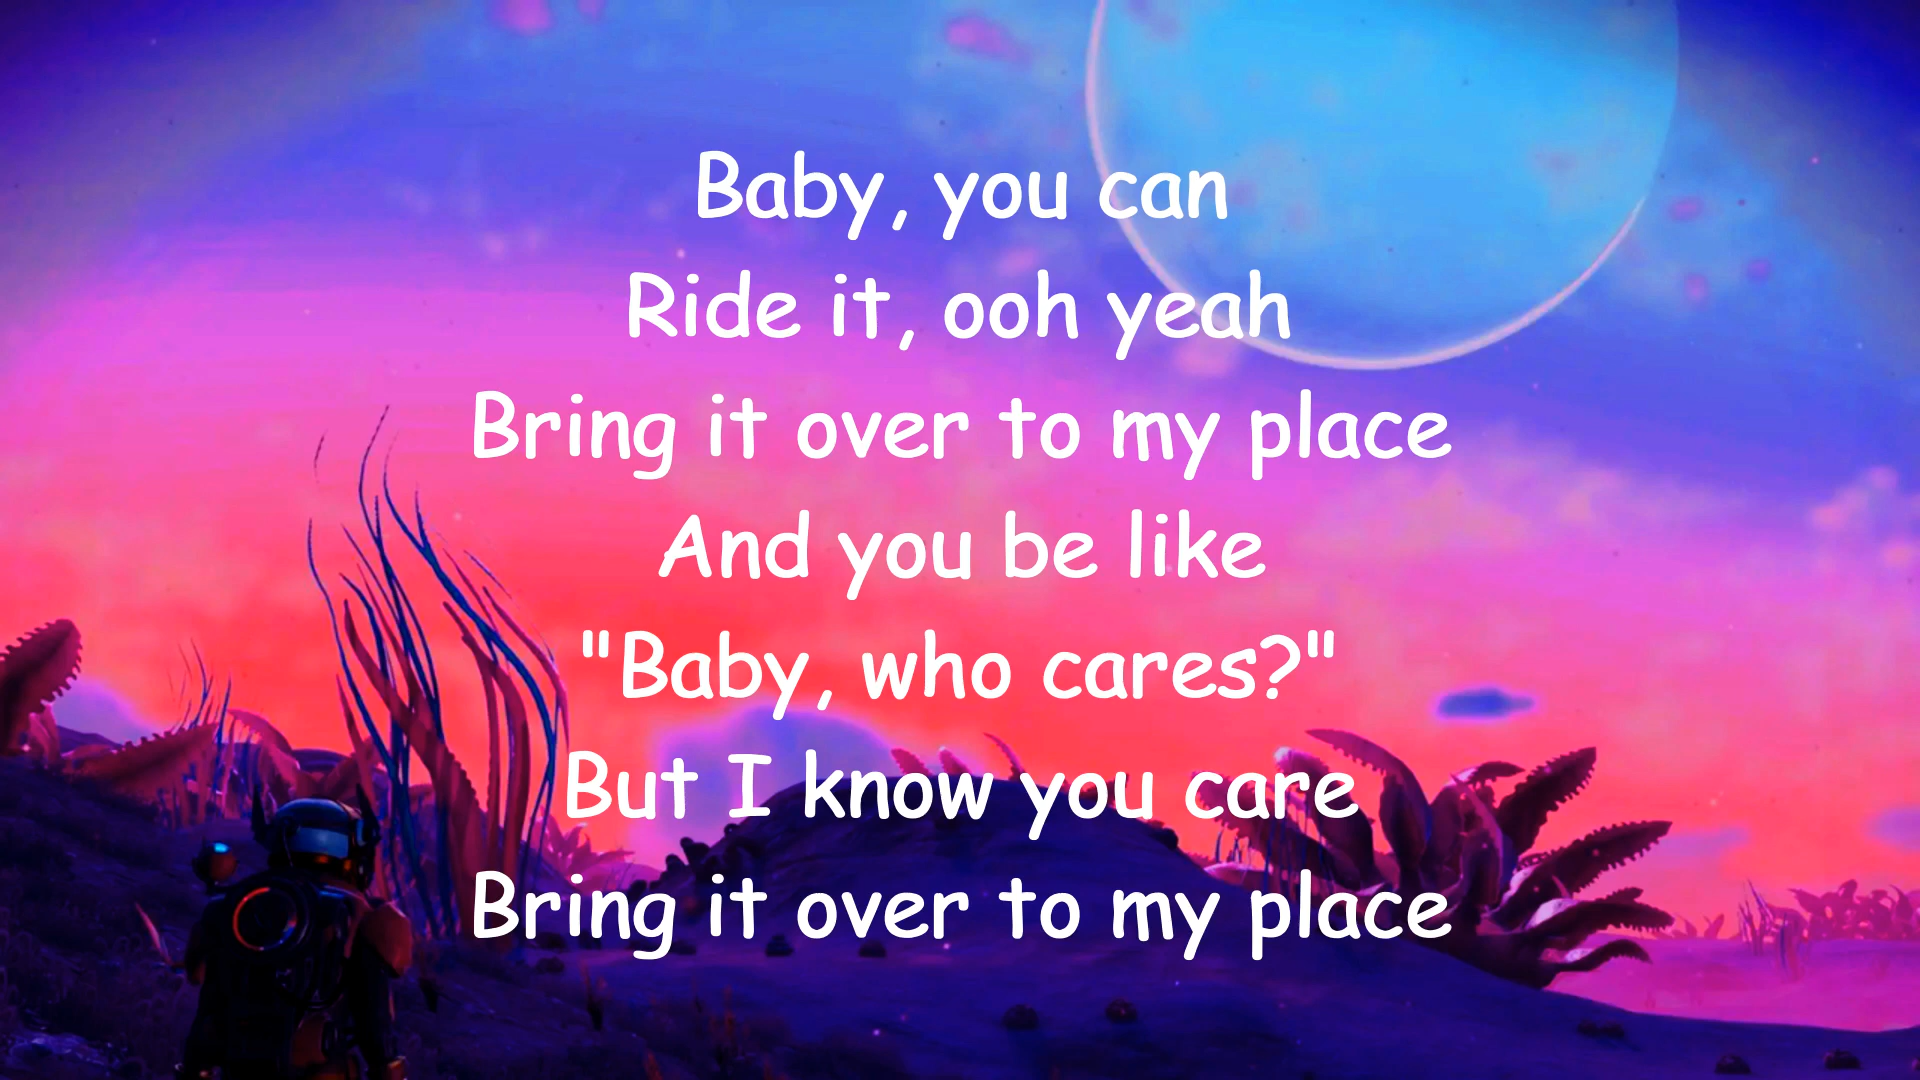 Baby, you can
Ride it, ooh yeah
Bring it over to my place
And you be like
"Baby, who cares?"
But I know you care
Bring it over to my place